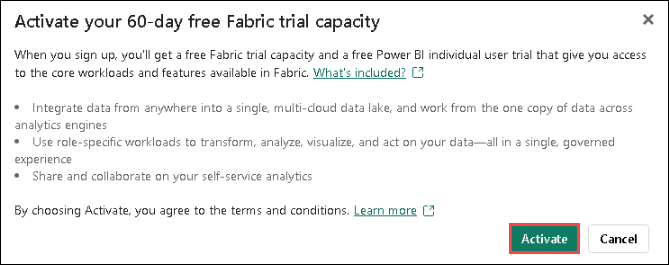 Activate your 60-day free Fabric trial capacity
When you sign up, you'll get a free Fabric trial capacity and a free Power BI individual user trial that give you access
to the core workloads and features available in Fabric. What's included?
• Integrate data from anywhere into a single, multi-cloud data lake, and work from the one copy of data across
analytics engines
• Use role-specific workloads to transform, analyze, visualize, and act on your data—all in a single, governed
experience
• Share and collaborate on your self-service analytics
By choosing Activate, you agree to the terms and conditions. Learn more
Activate Cancel